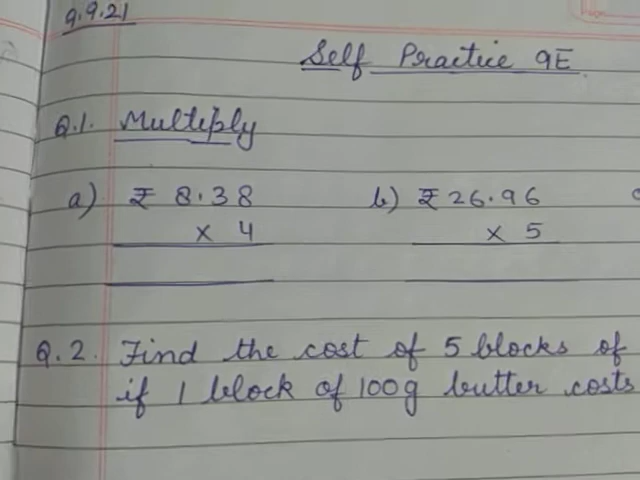 9.9.21
Self Practice 9E
Q.1. Multiply
a) ₹ 8.38 b) ₹ 26.96
x 4 x 5
Q.2. Find the cost of 5 blocks of
if 1 block of 100g butter costs